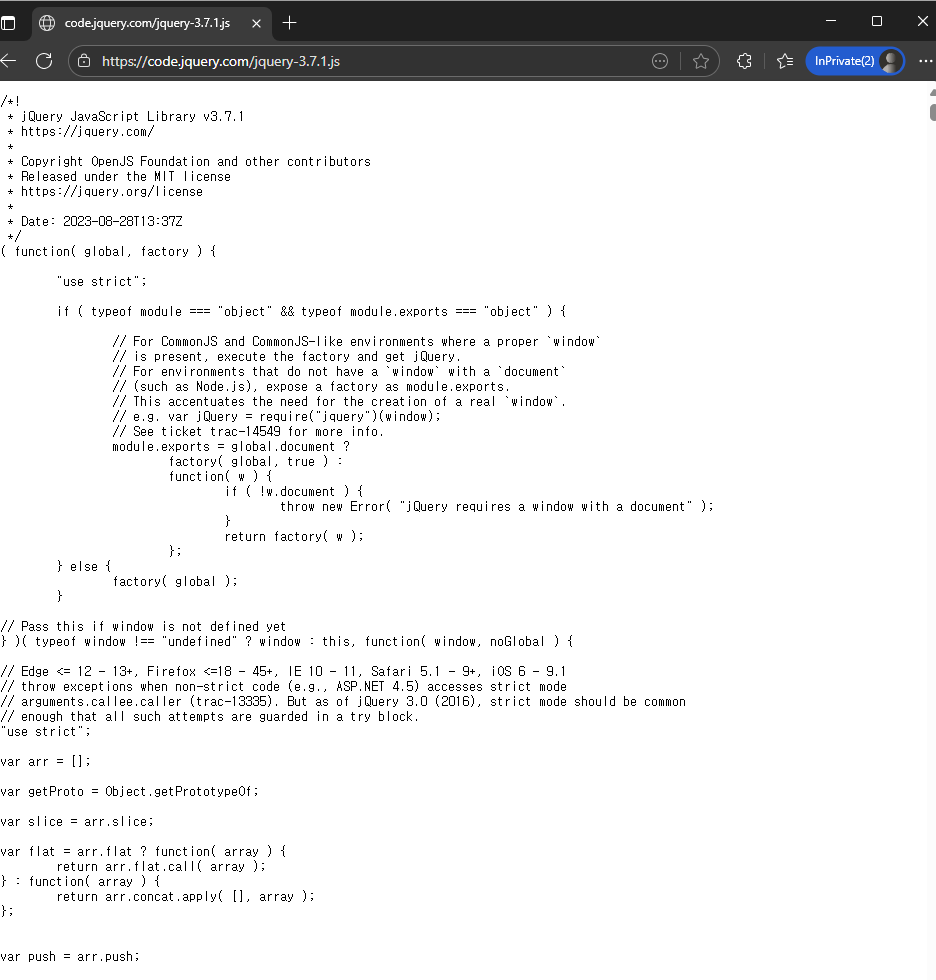 code.jquery.com/jquery-3.7.1.js
https://code.jquery.com/jquery-3.7.1.js
InPrivate(2)
/*!
 * jQuery JavaScript Library v3.7.1
 * https://jquery.com/
 *
 * Copyright OpenJS Foundation and other contributors
 * Released under the MIT license
 * https://jquery.org/license
 *
 * Date: 2023-08-28T13:37Z
 */
( function( global, factory ) {

	"use strict";

	if ( typeof module === "object" && typeof module.exports === "object" ) {

		// For CommonJS and CommonJS-like environments where a proper `window`
		// is present, execute the factory and get jQuery.
		// For environments that do not have a `window` with a `document`
		// (such as Node.js), expose a factory as module.exports.
		// This accentuates the need for the creation of a real `window`.
		// e.g. var jQuery = require("jquery")(window);
		// See ticket trac-14549 for more info.
		module.exports = global.document ?
			factory( global, true ) :
			function( w ) {
				if ( !w.document ) {
					throw new Error( "jQuery requires a window with a document" );
				}
				return factory( w );
			};
	} else {
		factory( global );
	}

// Pass this if window is not defined yet
} )( typeof window !== "undefined" ? window : this, function( window, noGlobal ) {

// Edge <= 12 - 13+, Firefox <=18 - 45+, IE 10 - 11, Safari 5.1 - 9+, iOS 6 - 9.1
// throw exceptions when non-strict code (e.g., ASP.NET 4.5) accesses strict mode
// arguments.callee.caller (trac-13335). But as of jQuery 3.0 (2016), strict mode should be common
// enough that all such attempts are guarded in a try block.
"use strict";

var arr = [];

var getProto = Object.getPrototypeOf;

var slice = arr.slice;

var flat = arr.flat ? function( array ) {
	return arr.flat.call( array );
} : function( array ) {
	return arr.concat.apply( [], array );
};


var push = arr.push;